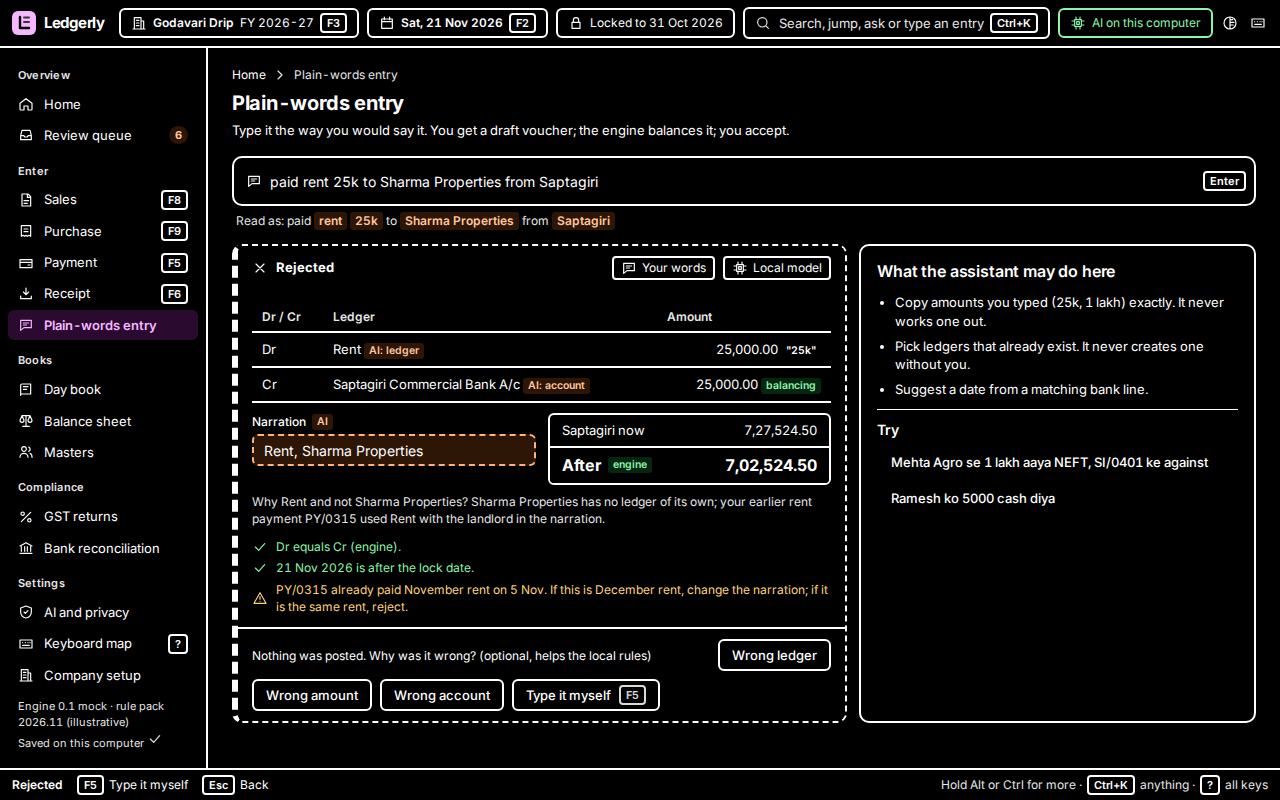 Ledgerly
Godavari Drip FY 2026-27 F3
Sat, 21 Nov 2026 F2
Locked to 31 Oct 2026
Search, jump, ask or type an entry Ctrl+K
AI on this computer
Overview
Home
Review queue 6
Enter
Sales F8
Purchase F9
Payment F5
Receipt F6
Plain-words entry
Books
Day book
Balance sheet
Masters
Compliance
GST returns
Bank reconciliation
Settings
AI and privacy
Keyboard map ?
Company setup
Engine 0.1 mock · rule pack
2026.11 (illustrative)
Saved on this computer
Home Plain-words entry
Plain-words entry
Type it the way you would say it. You get a draft voucher; the engine balances it; you accept.
paid rent 25k to Sharma Properties from Saptagiri Enter
Read as: paid rent 25k to Sharma Properties from Saptagiri
Rejected Your words Local model
Dr / Cr Ledger Amount
Dr Rent AI: ledger 25,000.00 "25k"
Cr Saptagiri Commercial Bank A/c AI: account 25,000.00 balancing
Narration AI
Rent, Sharma Properties
Saptagiri now 7,27,524.50
After engine 7,02,524.50
Why Rent and not Sharma Properties? Sharma Properties has no ledger of its own; your earlier rent
payment PY/0315 used Rent with the landlord in the narration.
Dr equals Cr (engine).
21 Nov 2026 is after the lock date.
PY/0315 already paid November rent on 5 Nov. If this is December rent, change the narration; if it
is the same rent, reject.
Nothing was posted. Why was it wrong? (optional, helps the local rules) Wrong ledger
Wrong amount Wrong account Type it myself F5
What the assistant may do here
• Copy amounts you typed (25k, 1 lakh) exactly. It never
works one out.
• Pick ledgers that already exist. It never creates one
without you.
• Suggest a date from a matching bank line.
Try
Mehta Agro se 1 lakh aaya NEFT, SI/0401 ke against
Ramesh ko 5000 cash diya
Rejected F5 Type it myself Esc Back
Hold Alt or Ctrl for more · Ctrl+K anything · ? all keys